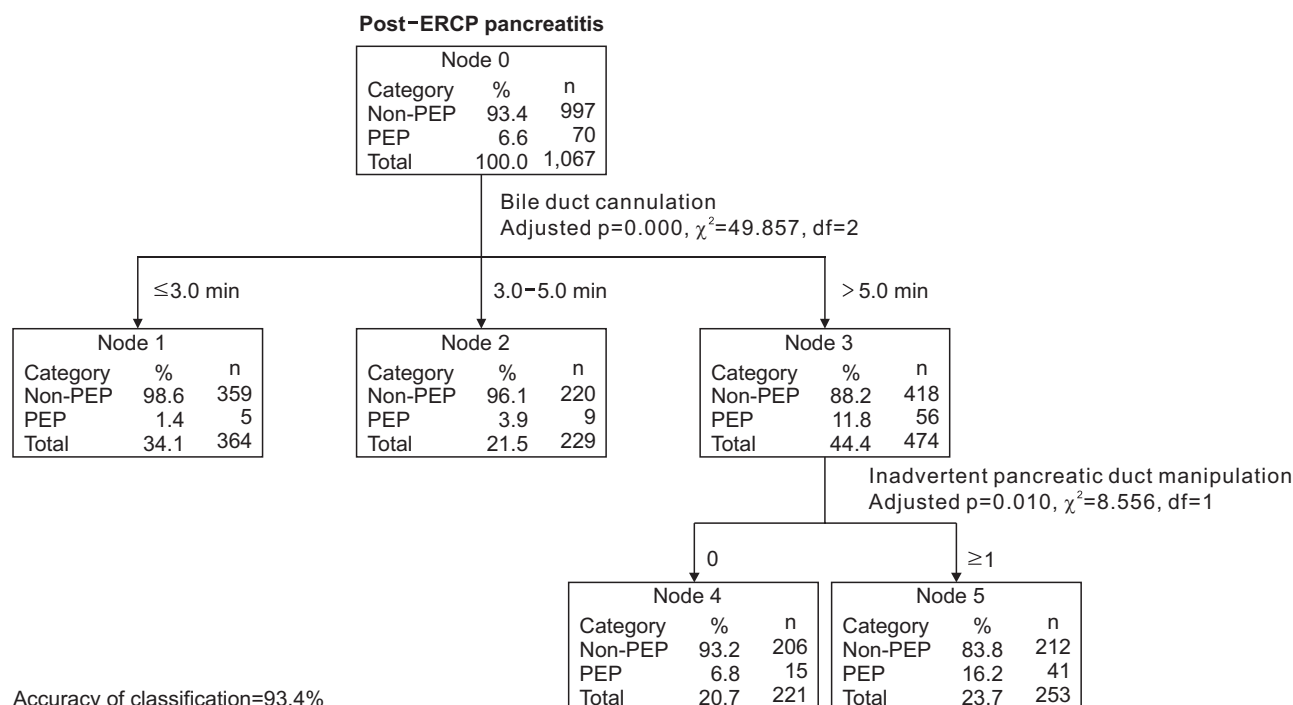 Post-ERCP pancreatitis
Node 0
Category % n
Non-PEP 93.4 997
PEP 6.6 70
Total 100.0 1,067
Bile duct cannulation
Adjusted p=0.000, χ²=49.857, df=2
≤3.0 min
3.0-5.0 min
>5.0 min
Node 1
Category % n
Non-PEP 98.6 359
PEP 1.4 5
Total 34.1 364
Node 2
Category % n
Non-PEP 96.1 220
PEP 3.9 9
Total 21.5 229
Node 3
Category % n
Non-PEP 88.2 418
PEP 11.8 56
Total 44.4 474
Inadvertent pancreatic duct manipulation
Adjusted p=0.010, χ²=8.556, df=1
0
≥1
Node 4
Category % n
Non-PEP 93.2 206
PEP 6.8 15
Total 20.7 221
Node 5
Category % n
Non-PEP 83.8 212
PEP 16.2 41
Total 23.7 253
Accuracy of classification=93.4%